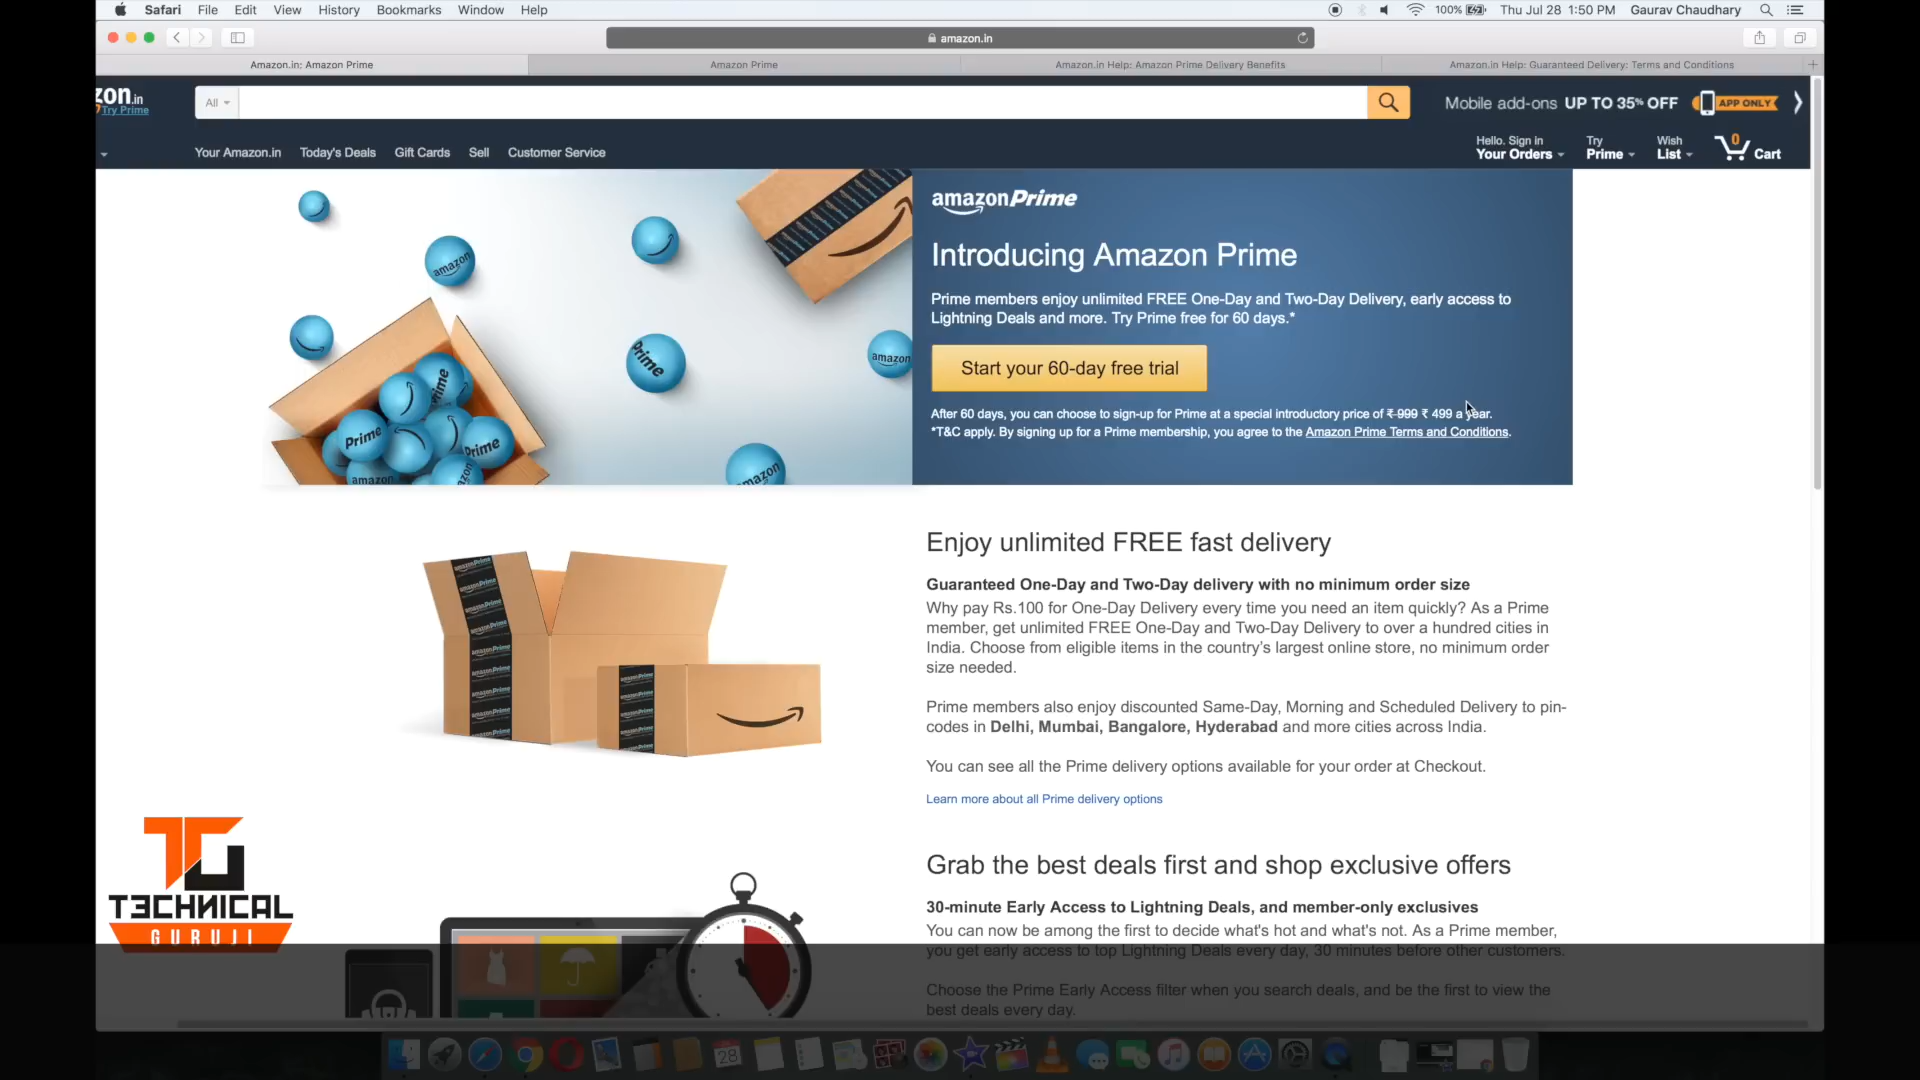 Safari File Edit View History Bookmarks Window Help
100% Thu Jul 28 1:50 PM Gaurav Chaudhary
amazon.in
Amazon.in: Amazon Prime
Amazon Prime
Amazon.in Help: Amazon Prime Delivery Benefits
Amazon.in Help: Guaranteed Delivery: Terms and Conditions
zon.in
Try Prime
All
Mobile add-ons UP TO 35% OFF APP ONLY
Your Amazon.in Today's Deals Gift Cards Sell Customer Service
Hello. Sign in
Your Orders
Try
Prime
Wish
List
0
Cart
amazon
Prime
amazon
amazon
Prime
Prime
Prime
amazon
amazonPrime
Introducing Amazon Prime
Prime members enjoy unlimited FREE One-Day and Two-Day Delivery, early access to
Lightning Deals and more. Try Prime free for 60 days.*
Start your 60-day free trial
After 60 days, you can choose to sign-up for Prime at a special introductory price of ₹ 999 ₹ 499 a year.
*T&C apply. By signing up for a Prime membership, you agree to the Amazon Prime Terms and Conditions.
Enjoy unlimited FREE fast delivery
Guaranteed One-Day and Two-Day delivery with no minimum order size
Why pay Rs.100 for One-Day Delivery every time you need an item quickly? As a Prime
member, get unlimited FREE One-Day and Two-Day Delivery to over a hundred cities in
India. Choose from eligible items in the country's largest online store, no minimum order
size needed.
Prime members also enjoy discounted Same-Day, Morning and Scheduled Delivery to pin-
codes in Delhi, Mumbai, Bangalore, Hyderabad and more cities across India.
You can see all the Prime delivery options available for your order at Checkout.
Learn more about all Prime delivery options
Grab the best deals first and shop exclusive offers
30-minute Early Access to Lightning Deals, and member-only exclusives
You can now be among the first to decide what's hot and what's not. As a Prime member,
you get early access to top Lightning Deals every day, 30 minutes before other customers.
Choose the Prime Early Access filter when you search deals, and be the first to view the
best deals every day.
TG
TECHNICAL
GURUJI
28